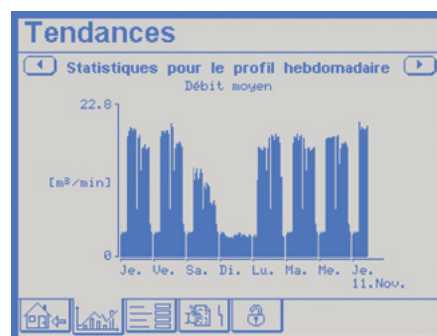 Tendances
Statistiques pour le profil hebdomadaire
Débit moyen
22.8
[m³/min]
0
Je. Ve. Sa. Di. Lu. Ma. Me. Je.
11.Nov.